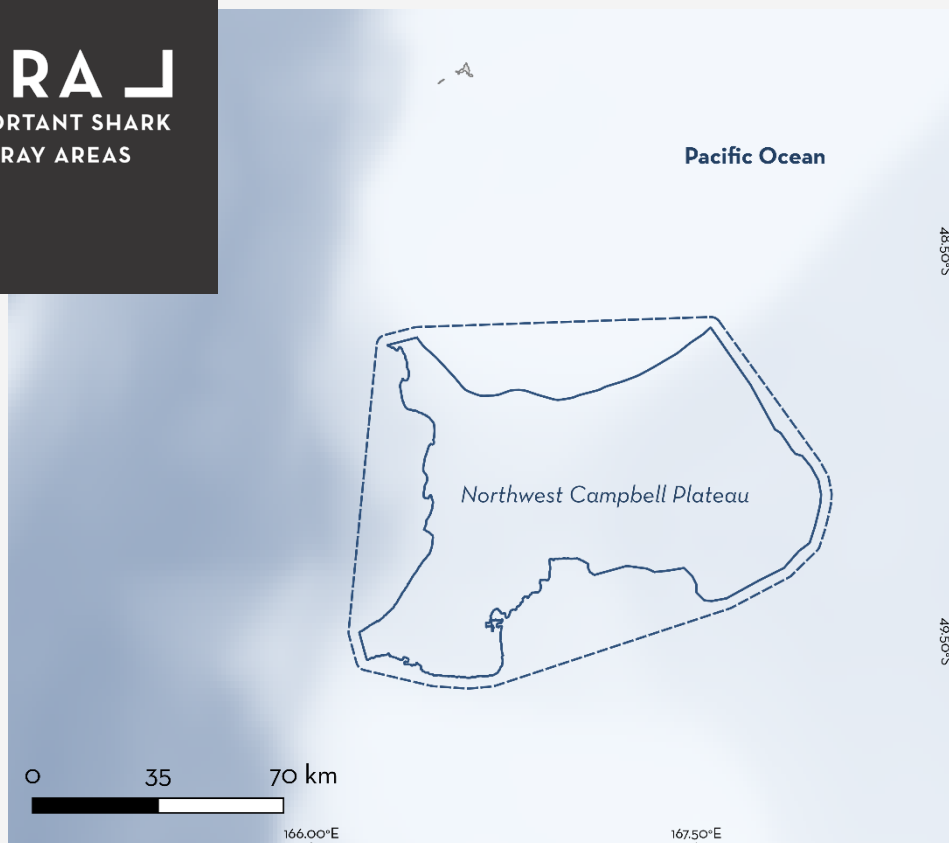 RA
ORTANT SHARK
RAY AREAS
Pacific Ocean
48.50°S
Northwest Campbell Plateau
49.50°S
0 35 70 km
166.00°E 167.50°E